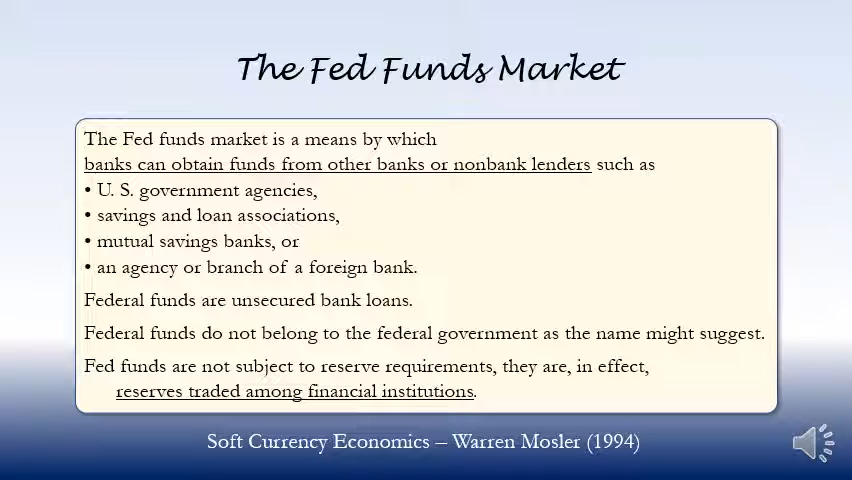 The Fed Funds Market
The Fed funds market is a means by which
banks can obtain funds from other banks or nonbank lenders such as
• U. S. government agencies,
• savings and loan associations,
• mutual savings banks, or
• an agency or branch of a foreign bank.
Federal funds are unsecured bank loans.
Federal funds do not belong to the federal government as the name might suggest.
Fed funds are not subject to reserve requirements, they are, in effect,
reserves traded among financial institutions.
Soft Currency Economics – Warren Mosler (1994)